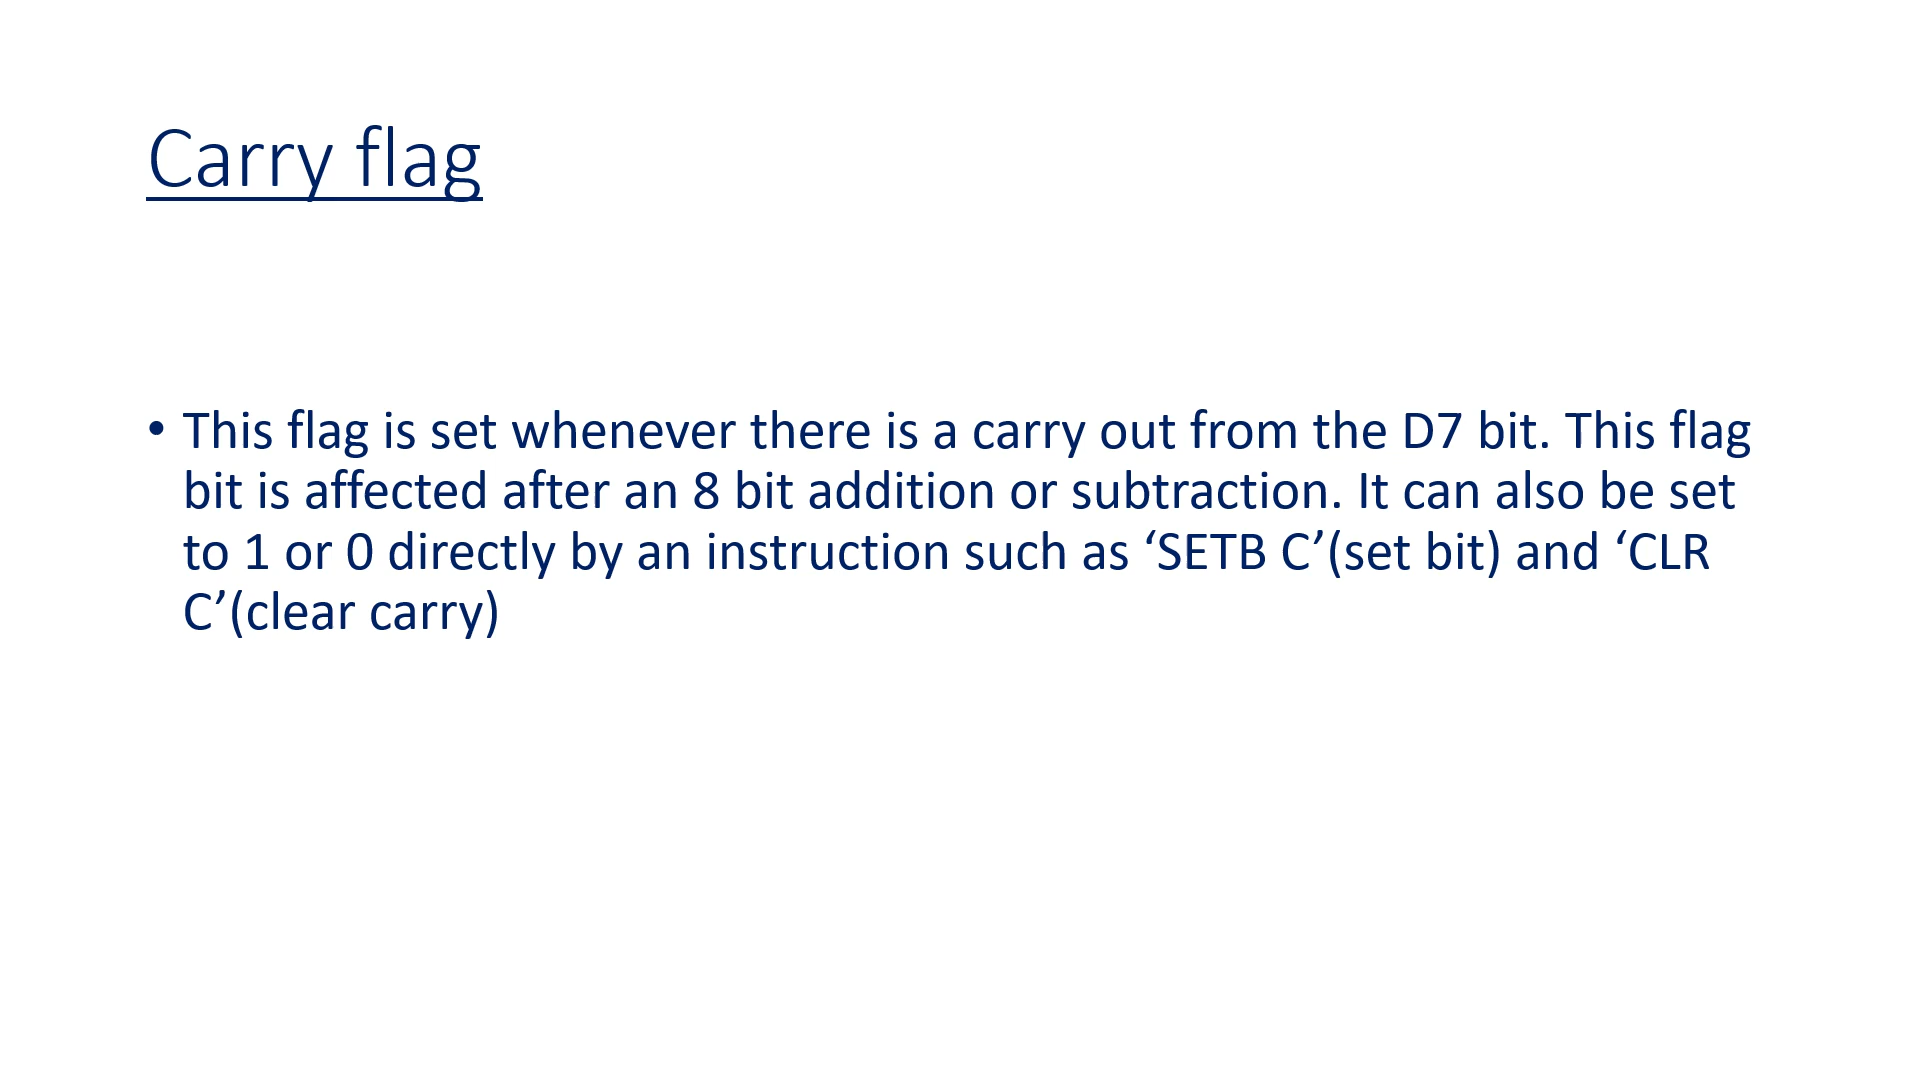 Carry flag
• This flag is set whenever there is a carry out from the D7 bit. This flag
bit is affected after an 8 bit addition or subtraction. It can also be set
to 1 or 0 directly by an instruction such as ‘SETB C’(set bit) and ‘CLR
C’(clear carry)